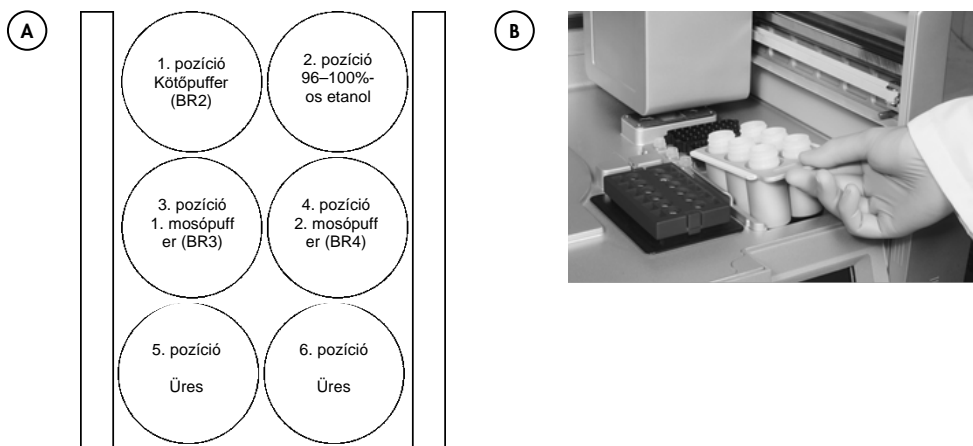 A
B
1. pozíció
Kötőpuffer
(BR2)
2. pozíció
96–100%-
os etanol
3. pozíció
1. mosópuff
er (BR3)
4. pozíció
2. mosópuff
er (BR4)
5. pozíció
Üres
6. pozíció
Üres